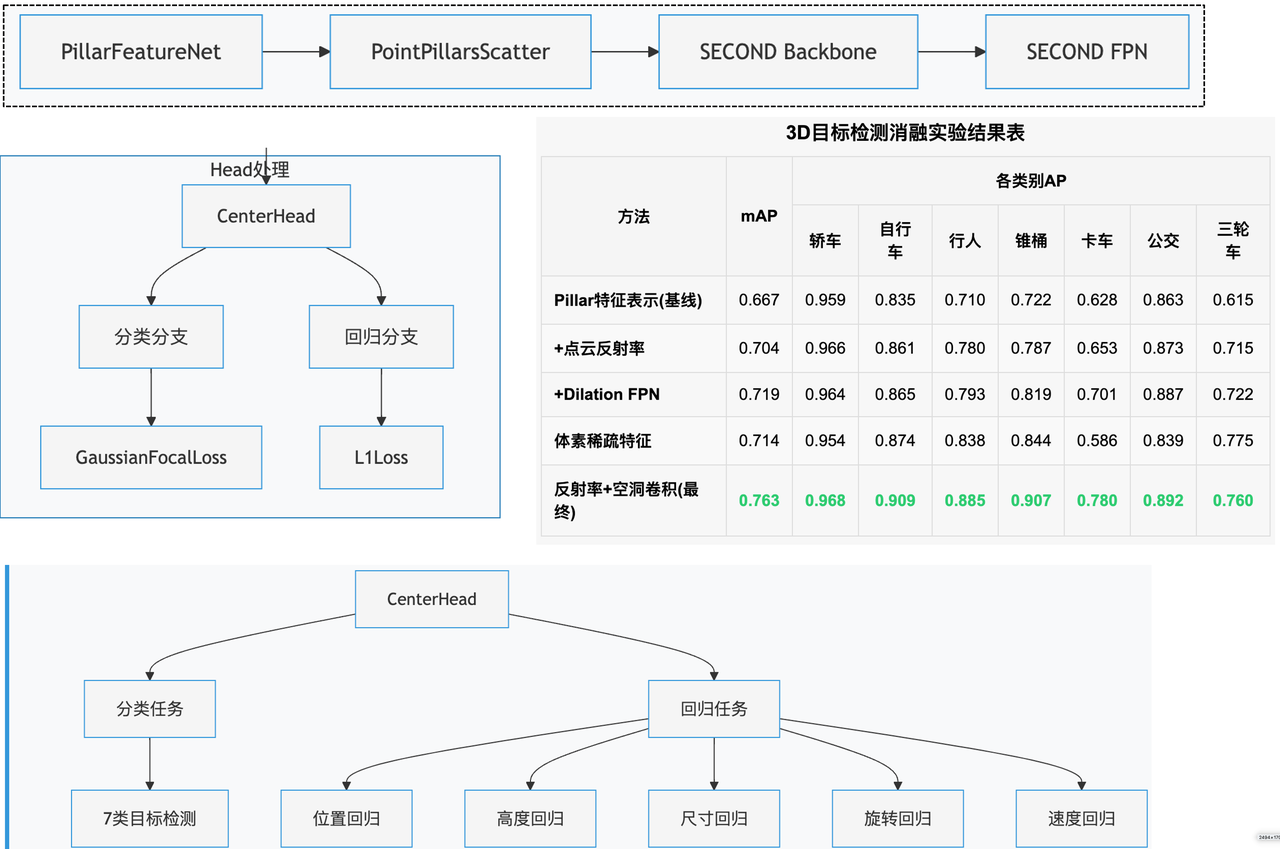 PillarFeatureNet
PointPillarsScatter
SECOND Backbone
SECOND FPN
Head处理
CenterHead
分类分支
回归分支
GaussianFocalLoss
L1Loss
3D目标检测消融实验结果表
方法 mAP 各类别AP
轿车 自行车 行人 锥桶 卡车 公交 三轮车
Pillar特征表示(基线) 0.667 0.959 0.835 0.710 0.722 0.628 0.863 0.615
+点云反射率 0.704 0.966 0.861 0.780 0.787 0.653 0.873 0.715
+Dilation FPN 0.719 0.964 0.865 0.793 0.819 0.701 0.887 0.722
体素稀疏特征 0.714 0.954 0.874 0.838 0.844 0.586 0.839 0.775
反射率+空洞卷积(最终) 0.763 0.968 0.909 0.885 0.907 0.780 0.892 0.760
CenterHead
分类任务
回归任务
7类目标检测
位置回归
高度回归
尺寸回归
旋转回归
速度回归